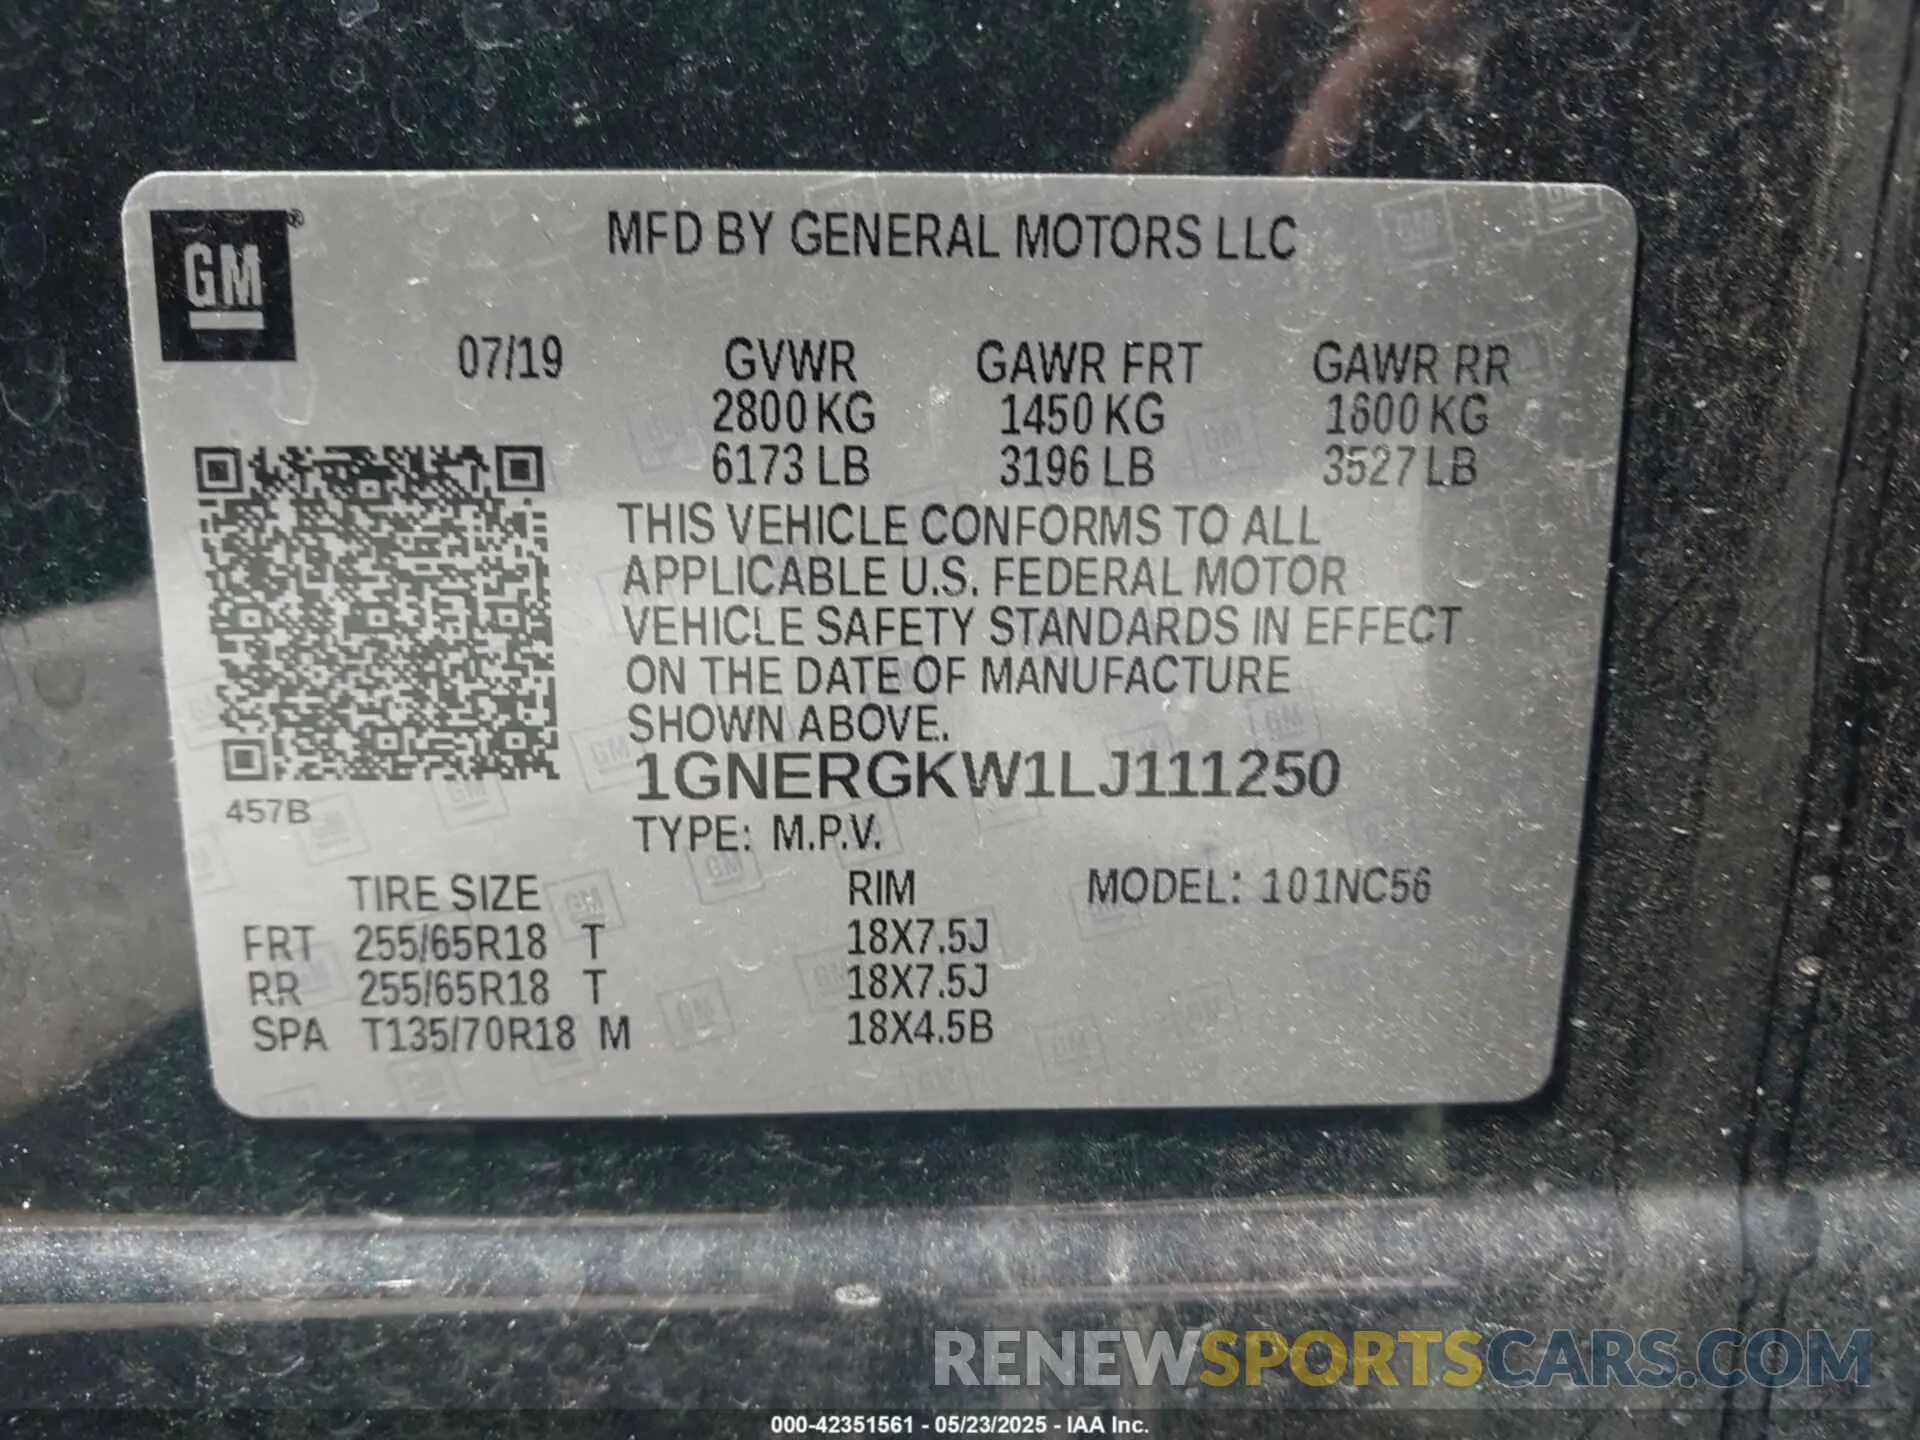 GM®
MFD BY GENERAL MOTORS LLC
07/19 GVWR GAWR FRT GAWR RR
2800 KG 1450 KG 1600 KG
6173 LB 3196 LB 3527 LB
THIS VEHICLE CONFORMS TO ALL
APPLICABLE U.S. FEDERAL MOTOR
VEHICLE SAFETY STANDARDS IN EFFECT
ON THE DATE OF MANUFACTURE
SHOWN ABOVE.
1GNERGKW1LJ111250
457B
TYPE: M.P.V.
TIRE SIZE RIM MODEL: 101NC56
FRT 255/65R18 T 18X7.5J
RR 255/65R18 T 18X7.5J
SPA T135/70R18 M 18X4.5B
RENEWSPORTSCARS.COM
000-42351561 - 05/23/2025 - IAA Inc.